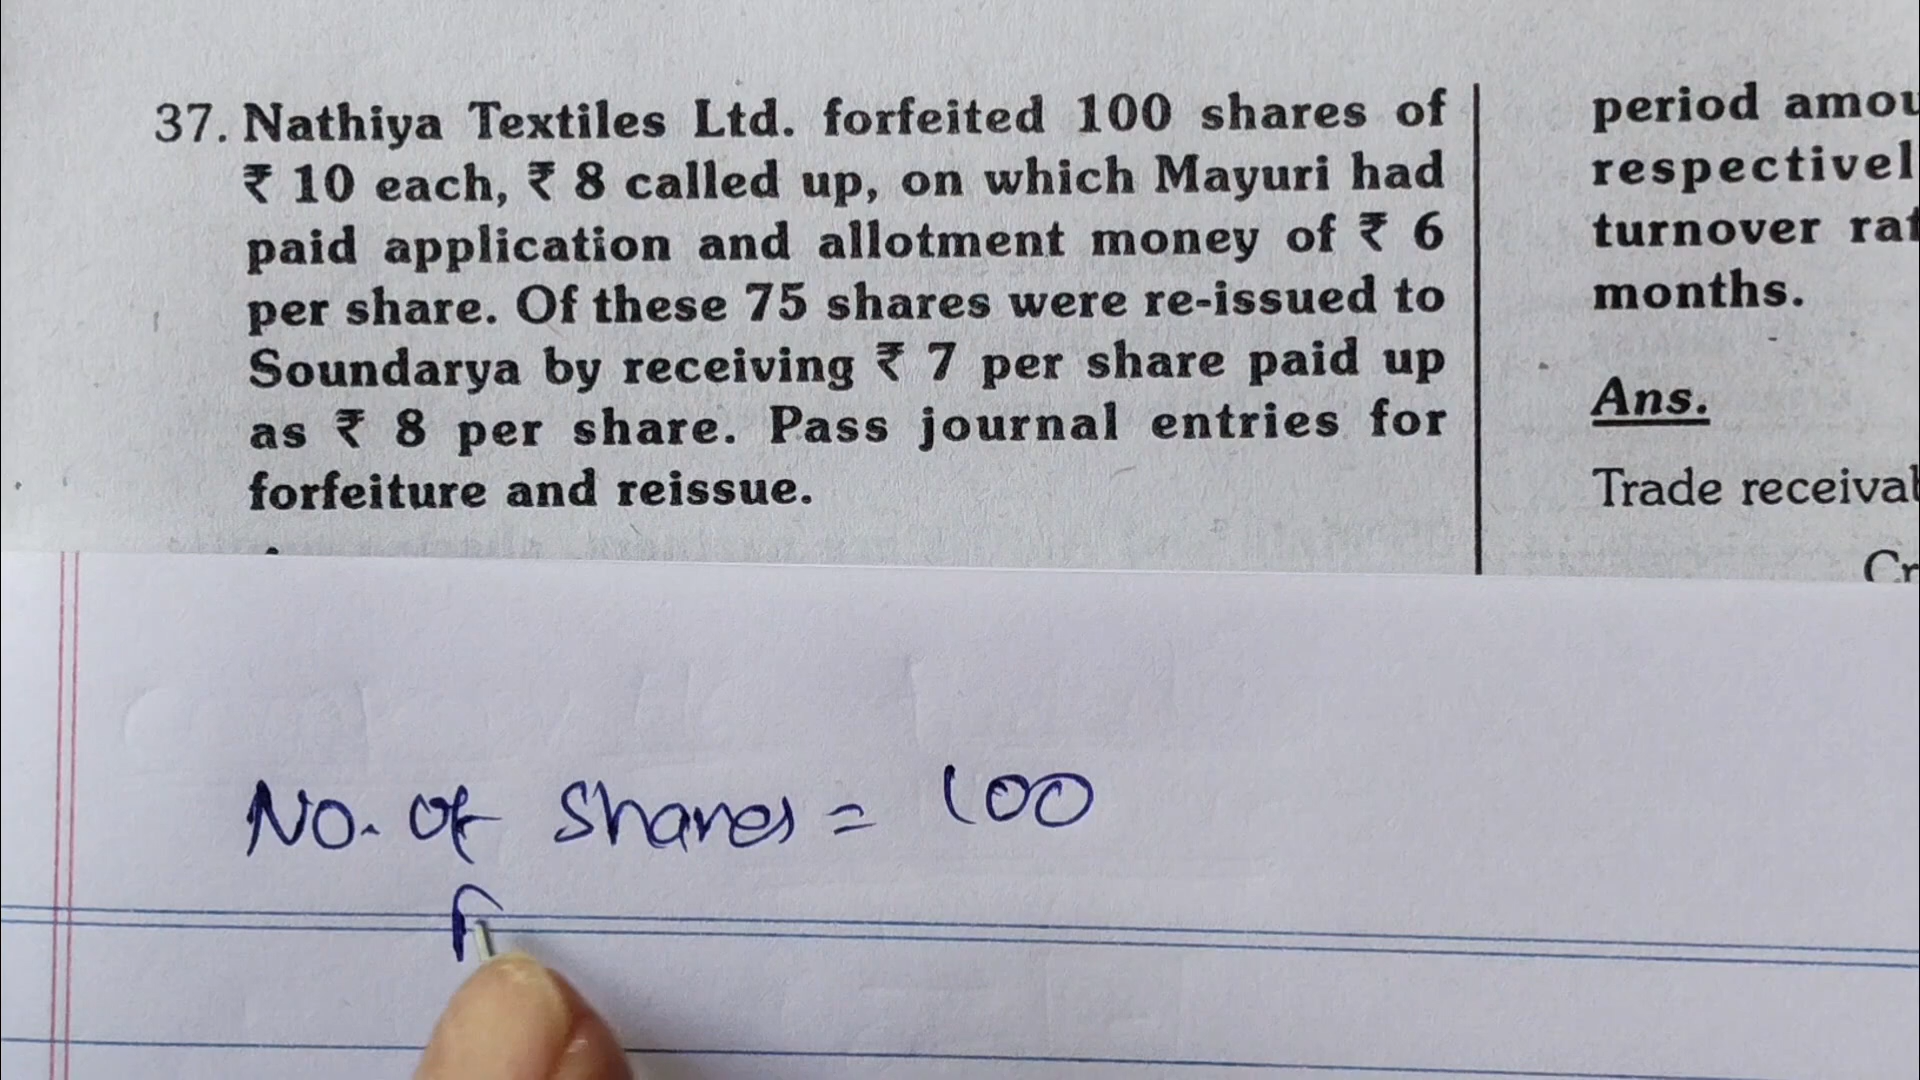 37. Nathiya Textiles Ltd. forfeited 100 shares of
₹ 10 each, ₹ 8 called up, on which Mayuri had
paid application and allotment money of ₹ 6
per share. Of these 75 shares were re-issued to
Soundarya by receiving ₹ 7 per share paid up
as ₹ 8 per share. Pass journal entries for
forfeiture and reissue.
period amou
respectivel
turnover rat
months.
Ans.
Trade receivab
Cr
No. of shares = 100